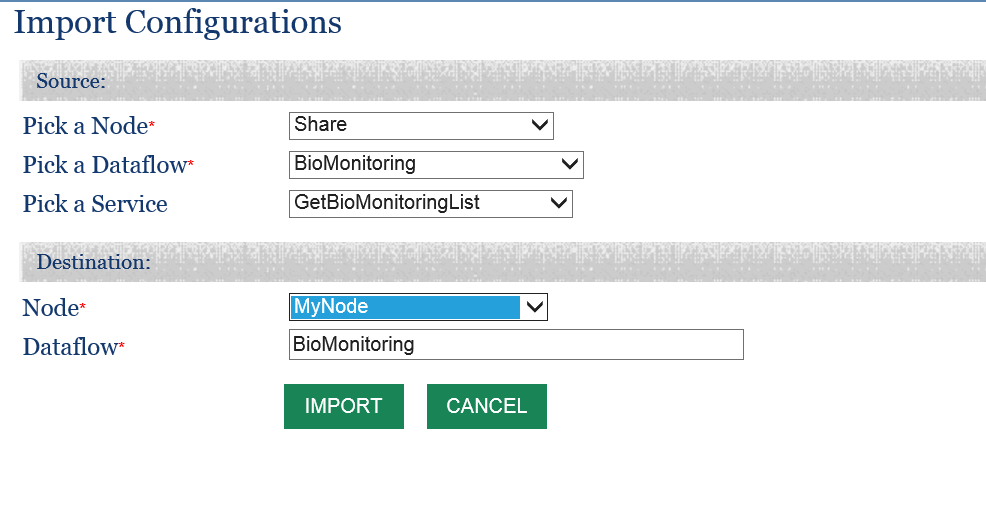 Import Configurations
Source:
Pick a Node* Share
Pick a Dataflow* BioMonitoring
Pick a Service GetBioMonitoringList
Destination:
Node* MyNode
Dataflow* BioMonitoring
IMPORT CANCEL